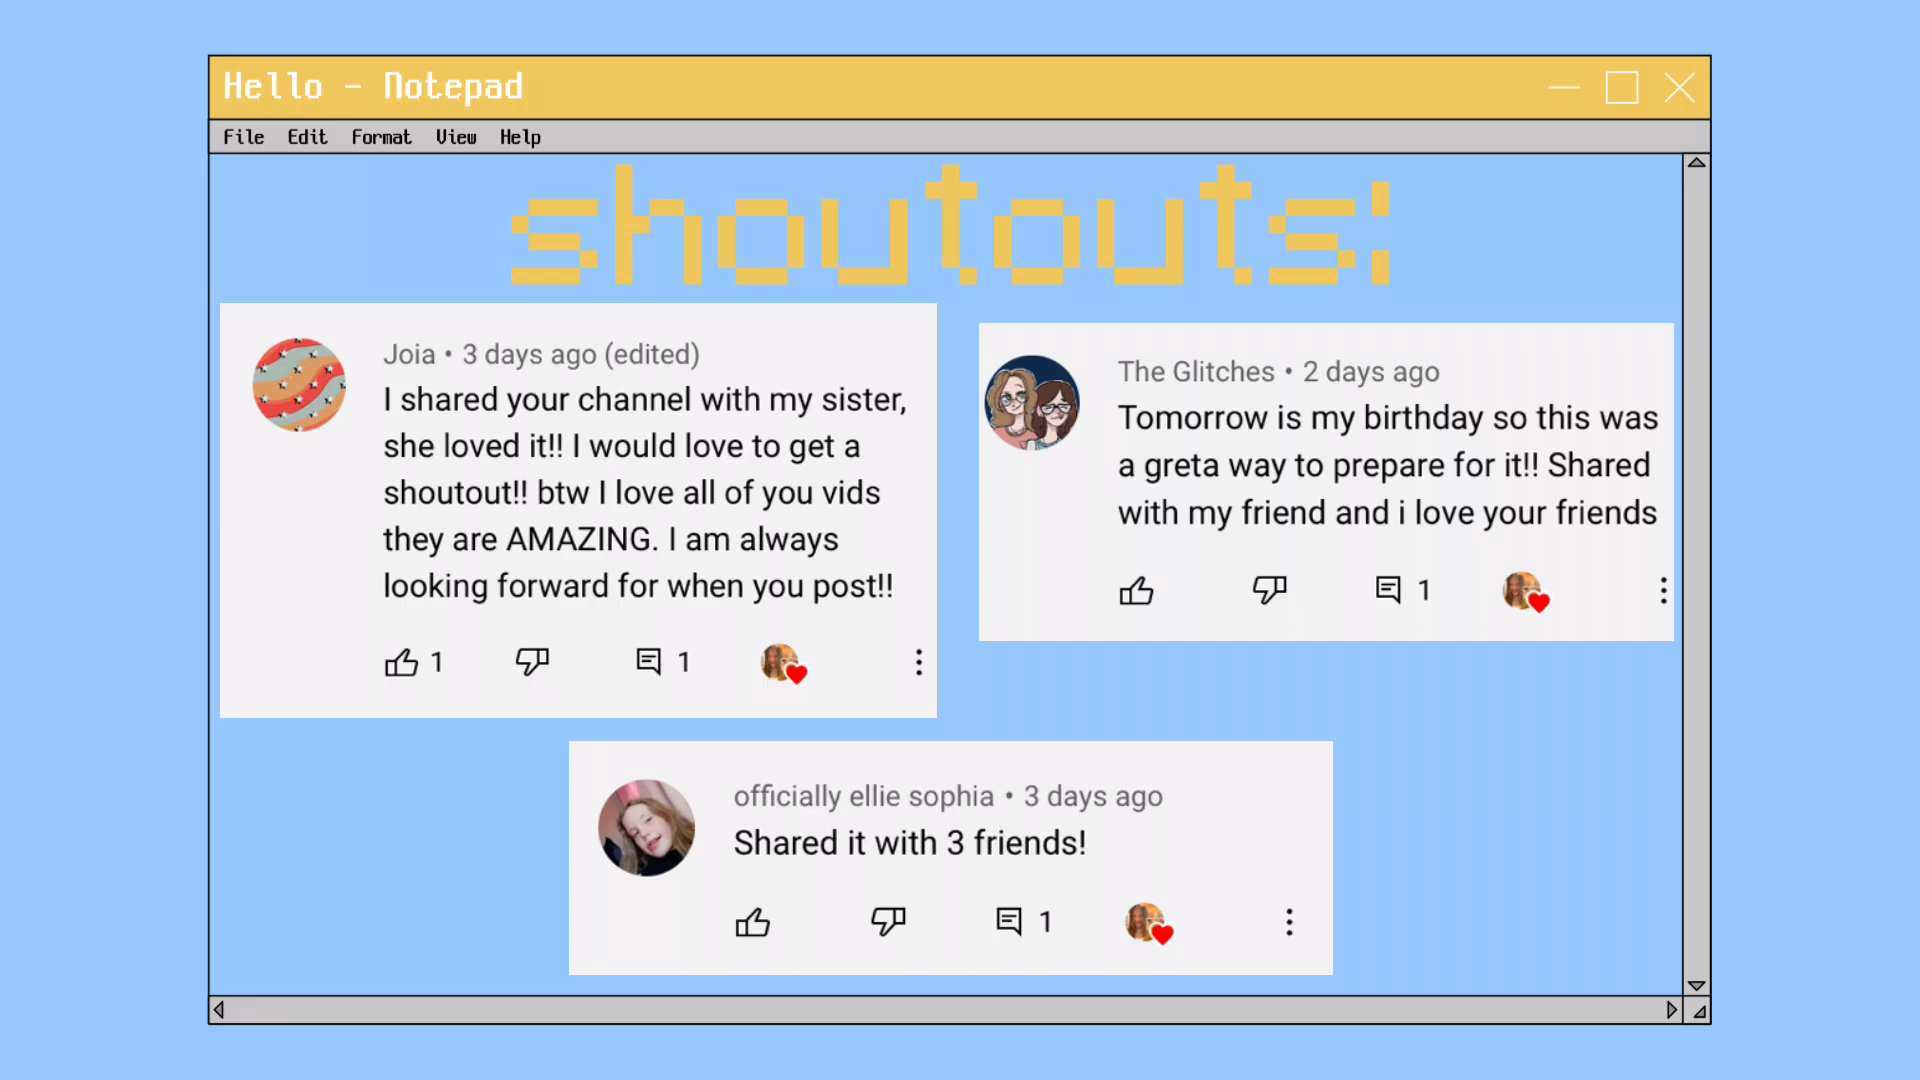 Hello - Notepad
File Edit Format View Help
shoutouts:
Joia • 3 days ago (edited)
I shared your channel with my sister,
she loved it!! I would love to get a
shoutout!! btw I love all of you vids
they are AMAZING. I am always
looking forward for when you post!!
1 1
The Glitches • 2 days ago
Tomorrow is my birthday so this was
a greta way to prepare for it!! Shared
with my friend and i love your friends
1
officially ellie sophia • 3 days ago
Shared it with 3 friends!
1